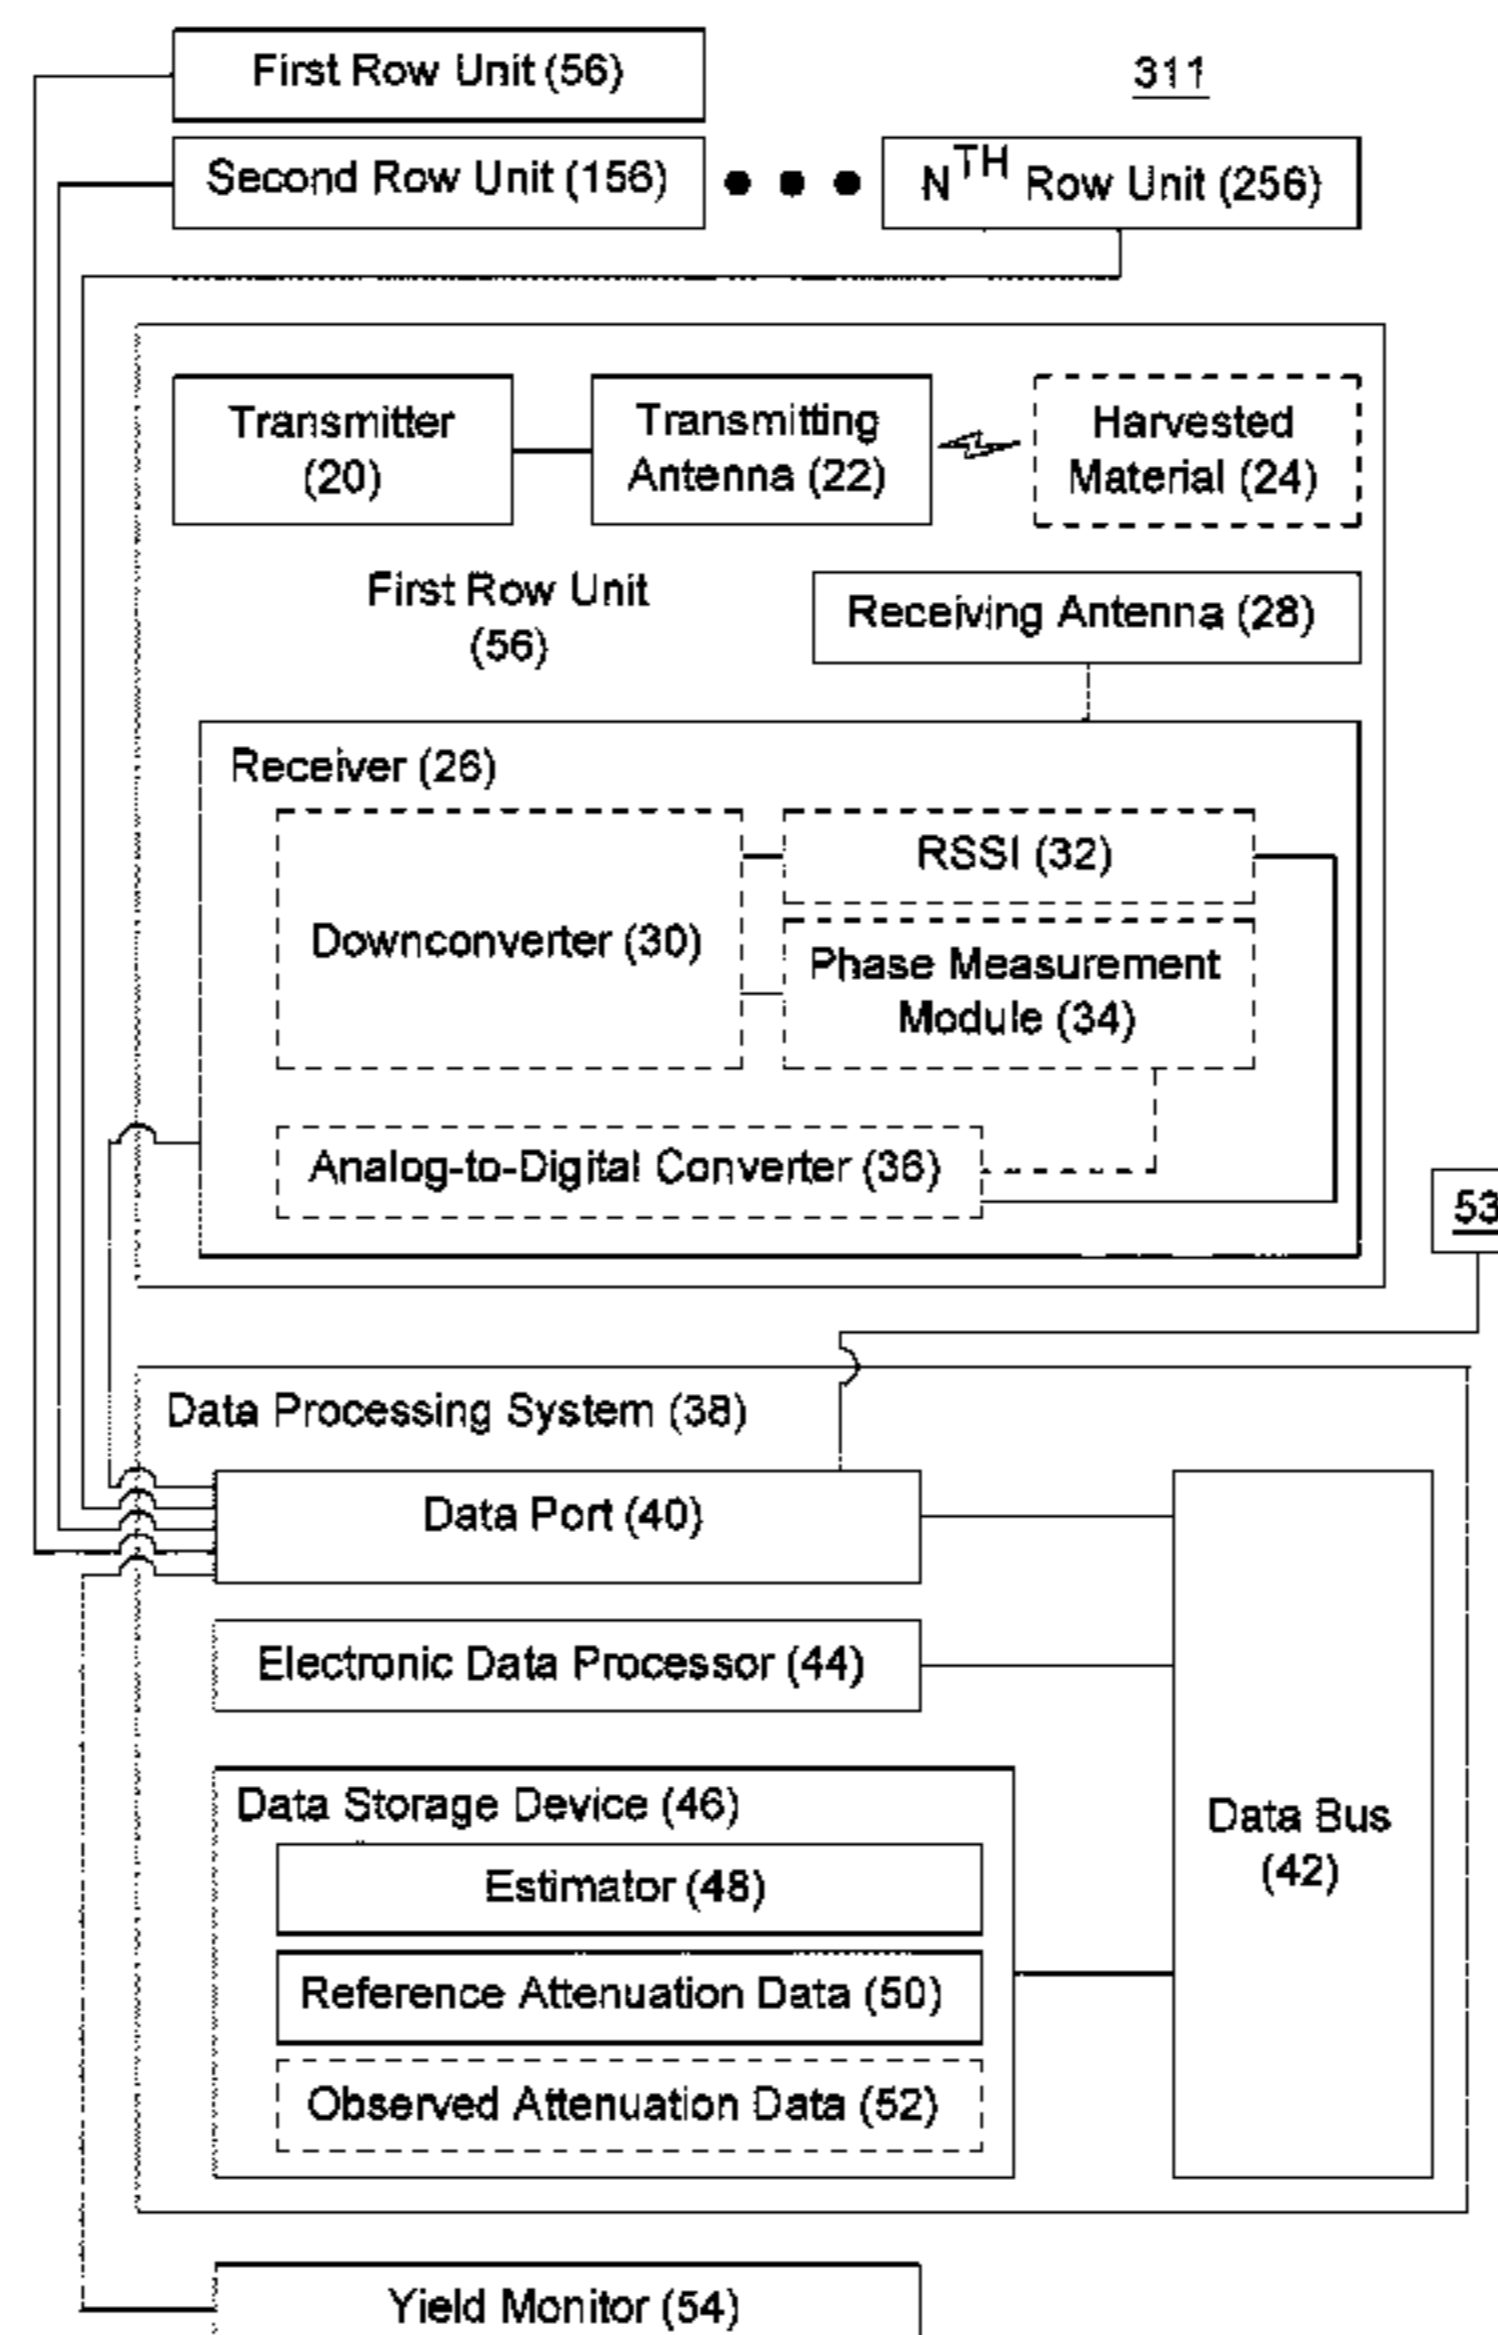 First Row Unit (56)
311
Second Row Unit (156)
N^TH Row Unit (256)
Transmitter
(20)
Transmitting
Antenna (22)
Harvested
Material (24)
First Row Unit
(56)
Receiving Antenna (28)
Receiver (26)
RSSI (32)
Downconverter (30)
Phase Measurement
Module (34)
Analog-to-Digital Converter (36)
53
Data Processing System (38)
Data Port (40)
Electronic Data Processor (44)
Data Storage Device (46)
Data Bus
(42)
Estimator (48)
Reference Attenuation Data (50)
Observed Attenuation Data (52)
Yield Monitor (54)